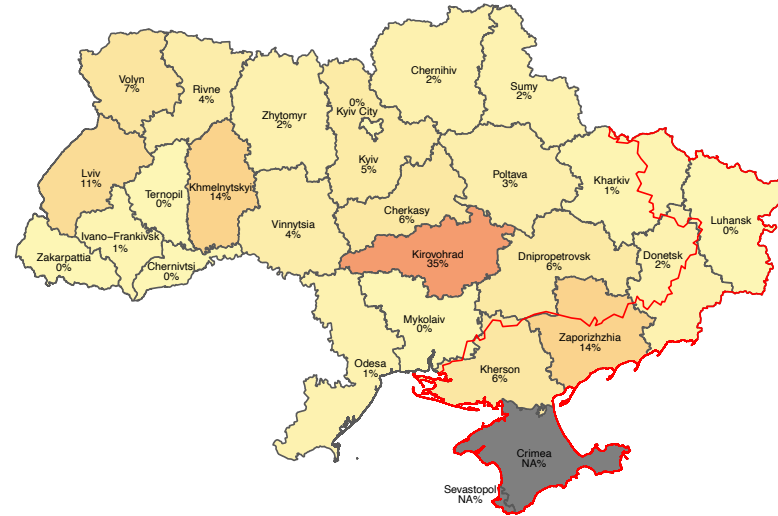 Chernihiv
2%
Volyn
7%
Rivne
4%
Sumy
2%
Zhytomyr
2%
0%
Kyiv City
Kyiv
5%
Lviv
11%
Ternopil
0%
Khmelnytskyi
14%
Poltava
3%
Kharkiv
1%
Cherkasy
6%
Luhansk
0%
Vinnytsia
4%
Ivano−Frankivsk
1%
Zakarpattia
0%
Chernivtsi
0%
Kirovohrad
35%
Dnipropetrovsk
6%
Donetsk
2%
Mykolaiv
0%
Zaporizhzhia
14%
Odesa
1%
Kherson
6%
Crimea
NA%
Sevastopol
NA%